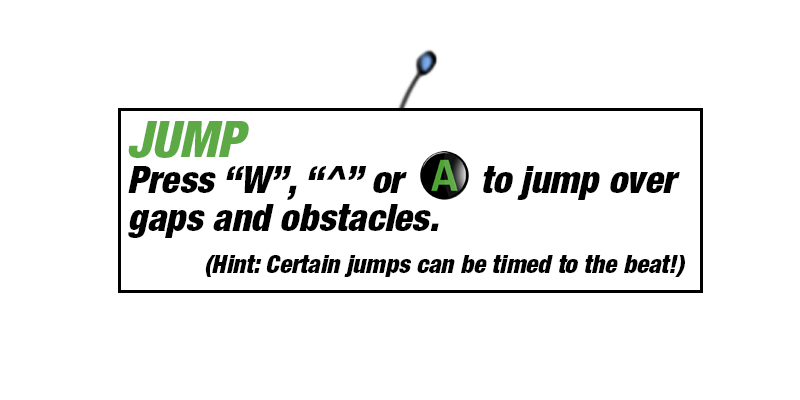 JUMP
Press “W”, “^” or A to jump over
gaps and obstacles.
(Hint: Certain jumps can be timed to the beat!)